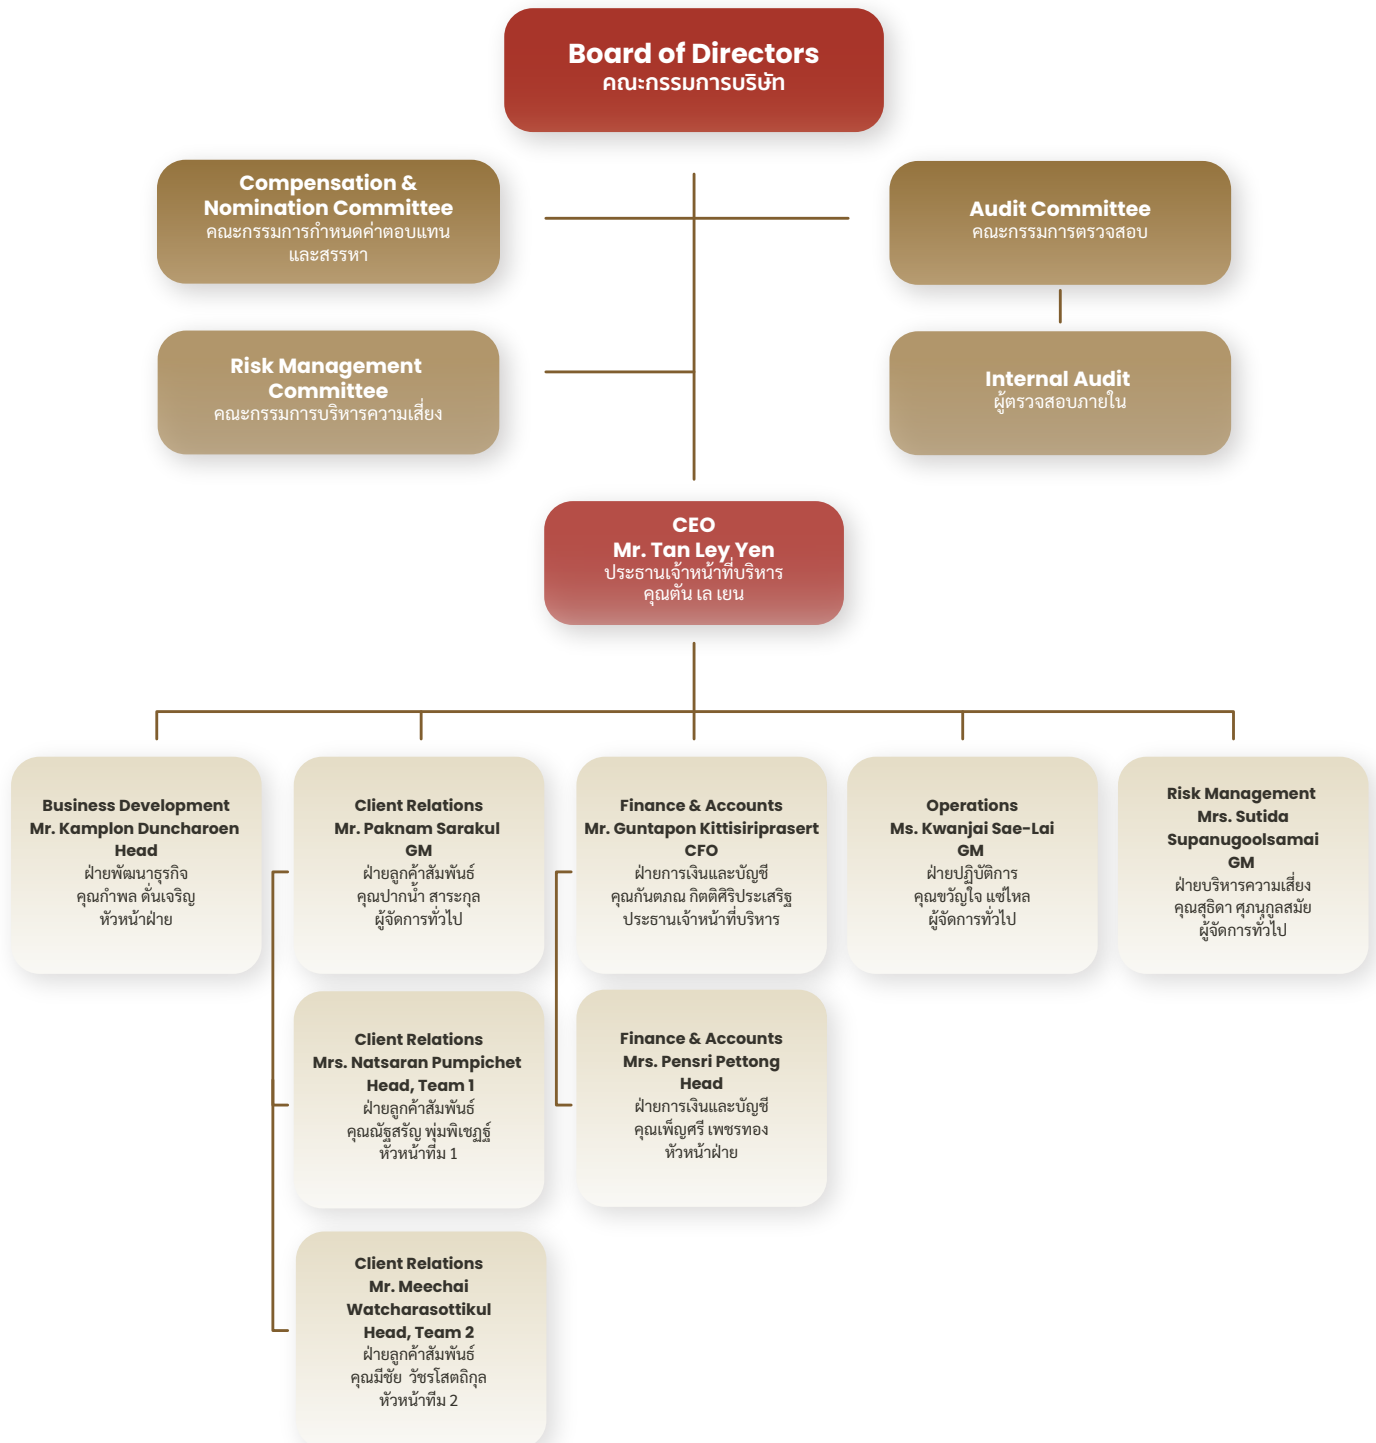 Board of Directors
คณะกรรมการบริษัท
Compensation &
Nomination Committee
คณะกรรมการกำหนดค่าตอบแทน
และสรรหา
Audit Committee
คณะกรรมการตรวจสอบ
Risk Management
Committee
คณะกรรมการบริหารความเสี่ยง
Internal Audit
ผู้ตรวจสอบภายใน
CEO
Mr. Tan Ley Yen
ประธานเจ้าหน้าที่บริหาร
คุณตัน เล เยน
Business Development
Mr. Kamplon Duncharoen
Head
ฝ่ายพัฒนาธุรกิจ
คุณกำพล ดั่นเจริญ
หัวหน้าฝ่าย
Client Relations
Mr. Paknam Sarakul
GM
ฝ่ายลูกค้าสัมพันธ์
คุณปากน้ำ สาระกุล
ผู้จัดการทั่วไป
Finance & Accounts
Mr. Guntapon Kittisiriprasert
CFO
ฝ่ายการเงินและบัญชี
คุณกันตภณ กิตติศิริประเสริฐ
ประธานเจ้าหน้าที่บริหาร
Operations
Ms. Kwanjai Sae-Lai
GM
ฝ่ายปฏิบัติการ
คุณขวัญใจ แซ่ไหล
ผู้จัดการทั่วไป
Risk Management
Mrs. Sutida
Supanugoolsamai
GM
ฝ่ายบริหารความเสี่ยง
คุณสุธิดา ศุภนุกูลสมัย
ผู้จัดการทั่วไป
Client Relations
Mrs. Natsaran Pumpichet
Head, Team 1
ฝ่ายลูกค้าสัมพันธ์
คุณณัฐสรัญ พุ่มพิเชฏฐ์
หัวหน้าทีม 1
Finance & Accounts
Mrs. Pensri Pettong
Head
ฝ่ายการเงินและบัญชี
คุณเพ็ญศรี เพชรทอง
หัวหน้าฝ่าย
Client Relations
Mr. Meechai
Watcharasottikul
Head, Team 2
ฝ่ายลูกค้าสัมพันธ์
คุณมีชัย วัชรโสตถิกุล
หัวหน้าทีม 2